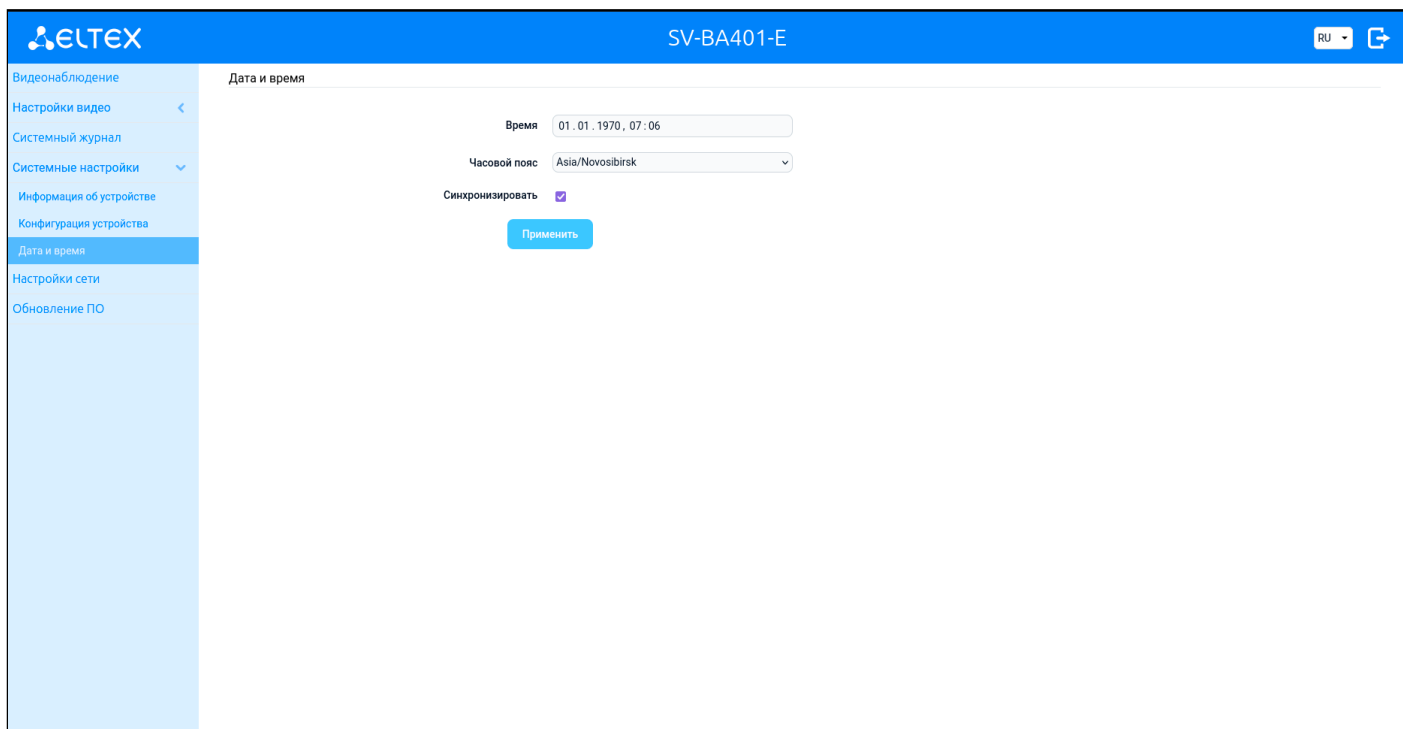 ELTEX
SV-BA401-E
RU
Видеонаблюдение
Настройки видео
Системный журнал
Системные настройки
Информация об устройстве
Конфигурация устройства
Дата и время
Настройки сети
Обновление ПО
Дата и время
Время 01.01.1970, 07:06
Часовой пояс Asia/Novosibirsk
Синхронизировать
Применить